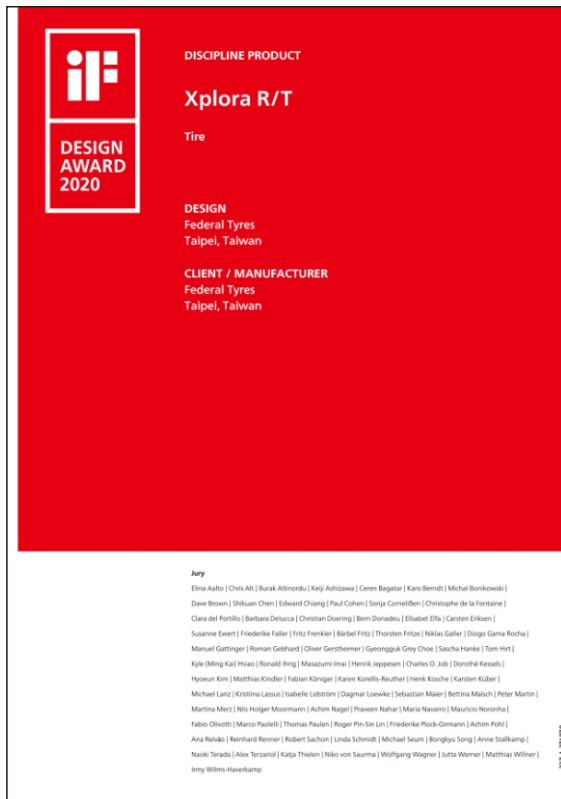 iF
DISCIPLINE PRODUCT
Xplora R/T
Tire
DESIGN
AWARD
2020
DESIGN
Federal Tyres
Taipei, Taiwan
CLIENT / MANUFACTURER
Federal Tyres
Taipei, Taiwan
Jury
Elina Aalto | Chris Alt | Burak Altinordu | Keiji Ashizawa | Ceren Bagatar | Karo Berndt | Michal Bonikowski |
Dave Brown | Shikuan Chen | Edward Chiang | Paul Cohen | Sonja Cornelißen | Christophe de la Fontaine |
Clara del Portillo | Barbara Delucca | Christian Doering | Bern Donadeu | Elisabet Elfa | Carsten Eriksen |
Susanne Ewert | Friederike Faller | Fritz Frenkler | Bärbel Fritz | Thorsten Fritze | Niklas Galler | Diogo Gama Rocha |
Manuel Gattinger | Roman Gebhard | Oliver Gerstheimer | Gyeongguk Grey Choe | Sascha Hanke | Tom Hirt |
Kyle (Ming Kai) Hsiao | Ronald Ihrig | Masazumi Imai | Henrik Jeppesen | Charles O. Job | Dorothé Kessels |
Hyoeun Kim | Matthias Kindler | Fabian Königer | Karen Korellis-Reuther | Henk Kosche | Karsten Küber |
Michael Lanz | Kristiina Lassus | Isabelle Lidström | Dagmar Loewke | Sebastian Maier | Bettina Maisch | Peter Martin |
Martina Merz | Nils Holger Moormann | Achim Nagel | Praveen Nahar | Maria Navarro | Mauricio Noronha |
Fabio Olivotti | Marco Paolelli | Thomas Paulen | Roger Pin-Sin Lin | Friederike Plock-Girmann | Achim Pohl |
Ana Relvão | Reinhard Renner | Robert Sachon | Linda Schmidt | Michael Seum | Bongkyu Song | Anne Stallkamp |
Naoki Terada | Alex Terzariol | Katja Thielen | Niko von Saurma | Wolfgang Wagner | Jutta Werner | Matthias Willner |
Irmy Wilms-Haverkamp